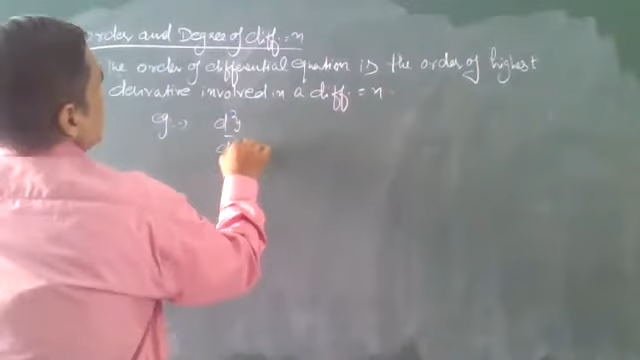 order and Degree of diff. = n
The order of differential equation is the order of highest
derivative involved in a diff. = n.
eg :->
d²y
d